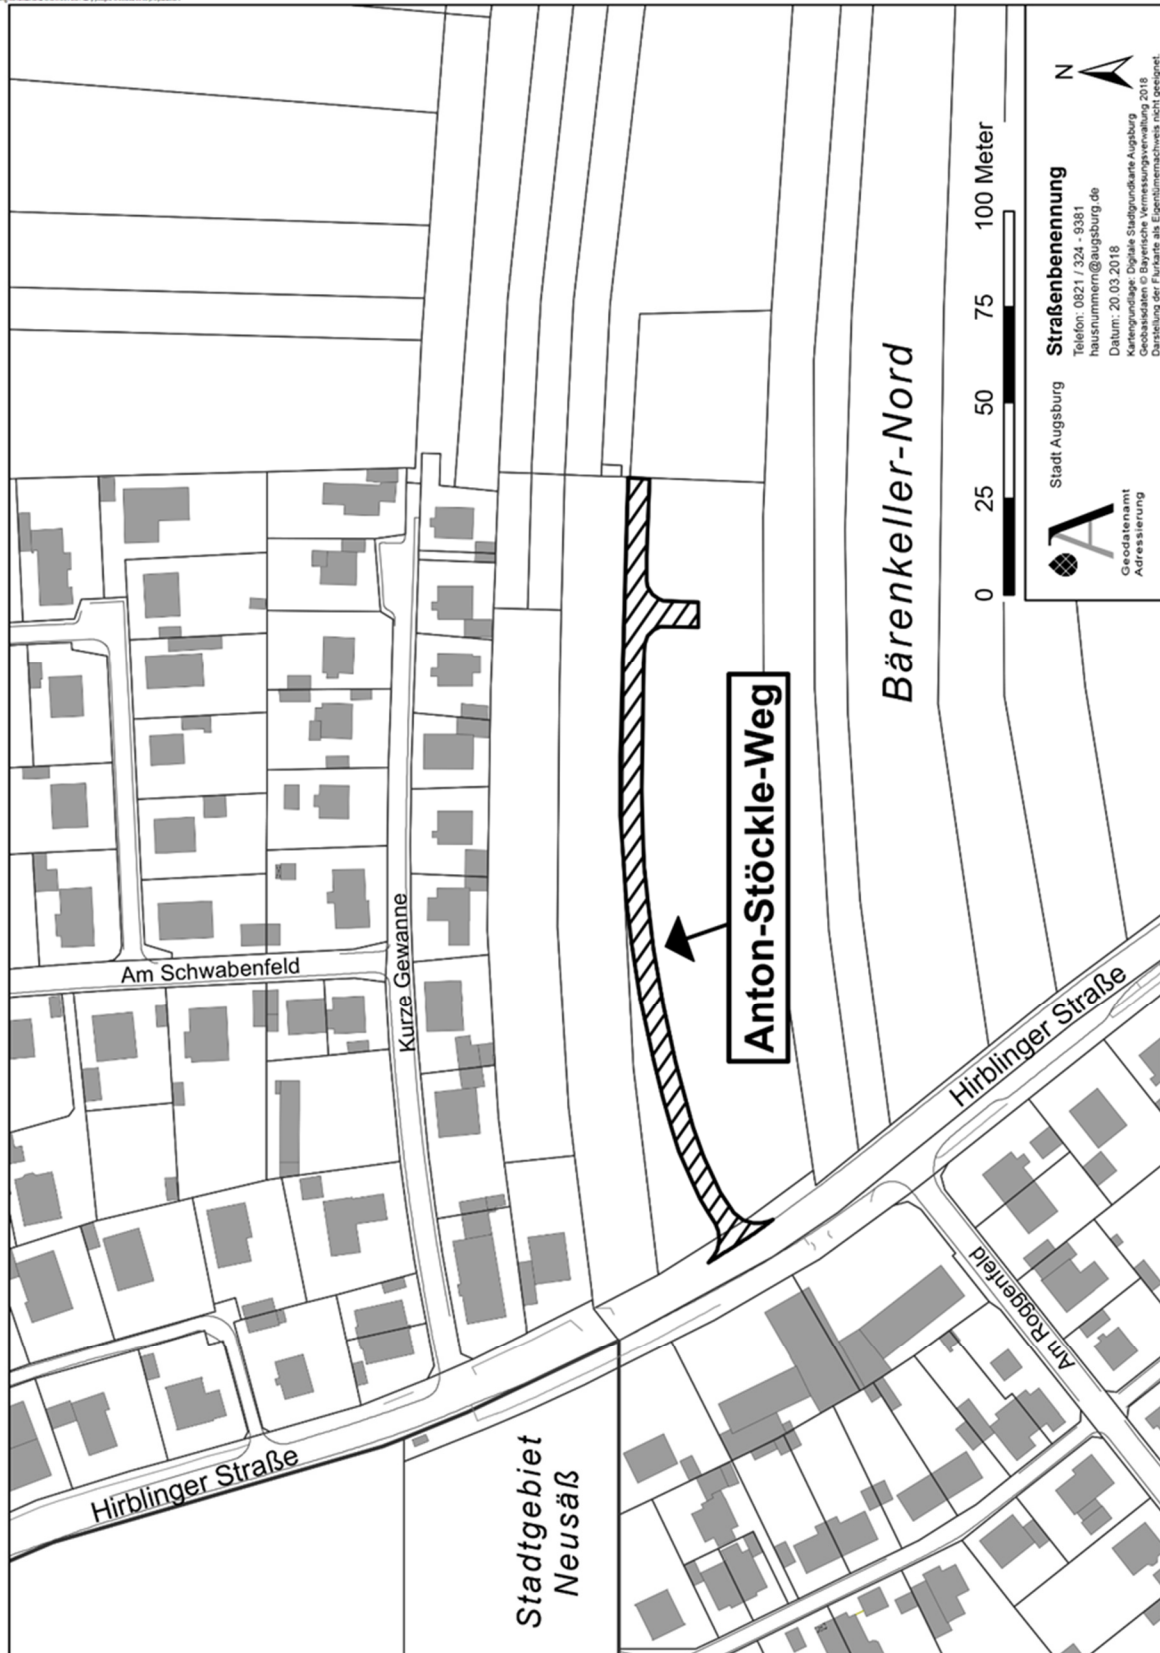 Am Schwabenfeld
Kurze Gewanne
Hirblinger Straße
Stadtgebiet
Neusäß
Anton-Stöckle-Weg
Bärenkeller-Nord
Hirblinger Straße
Am Roggenfeld
0 25 50 75 100 Meter
N
Stadt Augsburg
A
Geodatenamt
Adressierung
Straßenbenennung
Telefon: 0821 / 324 - 9381
hausnummern@augsburg.de
Datum: 20.03.2018
Kartengrundlage: Digitale Stadtgrundkarte Augsburg
Geobasisdaten © Bayerische Vermessungsverwaltung 2018
Darstellung der Flurkarte als Eigentümernachweis nicht geeignet.